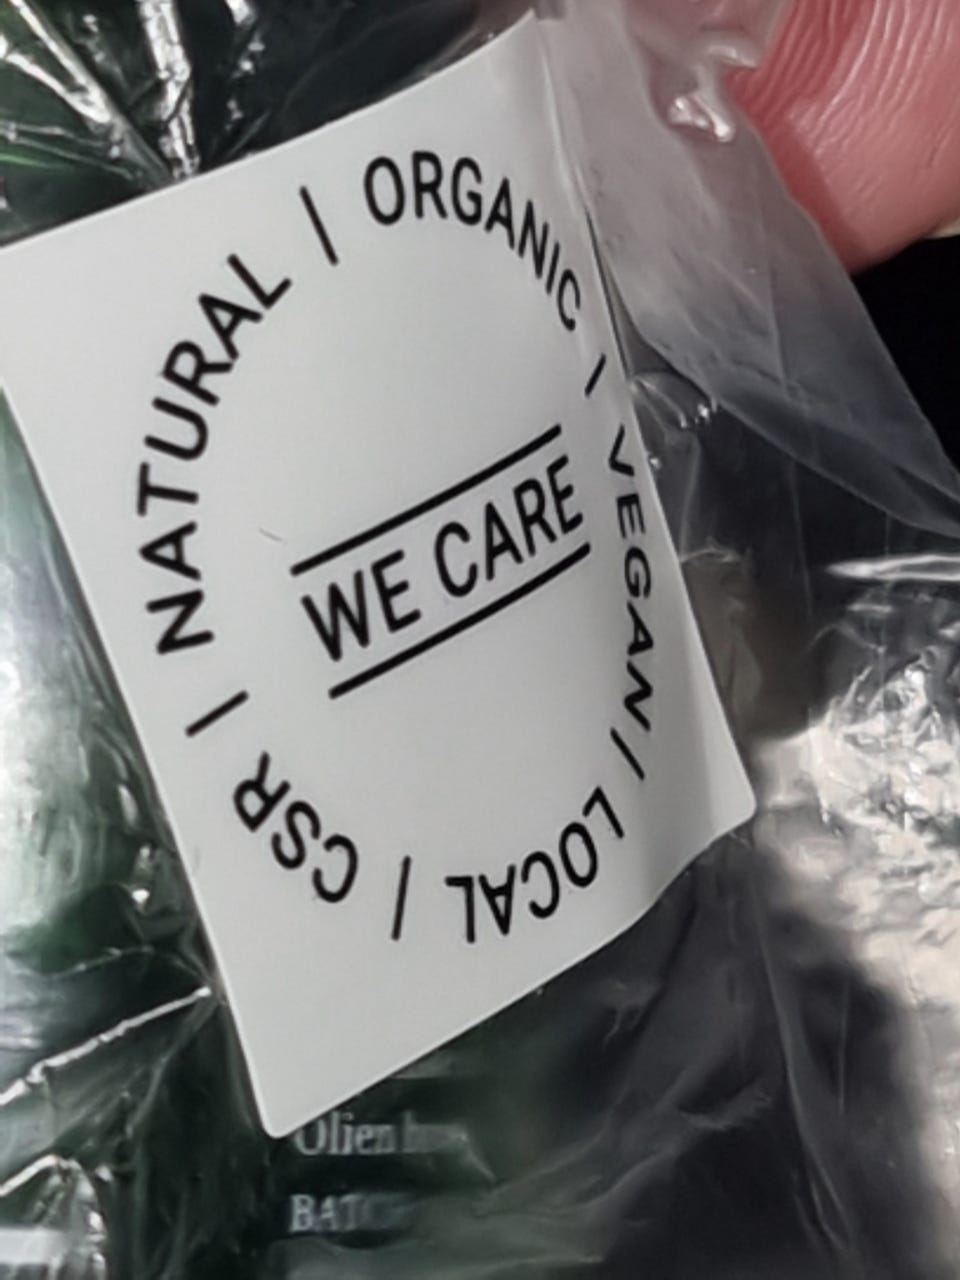 NATURAL | ORGANIC | VEGAN | LOCAL | CSR |
WE CARE